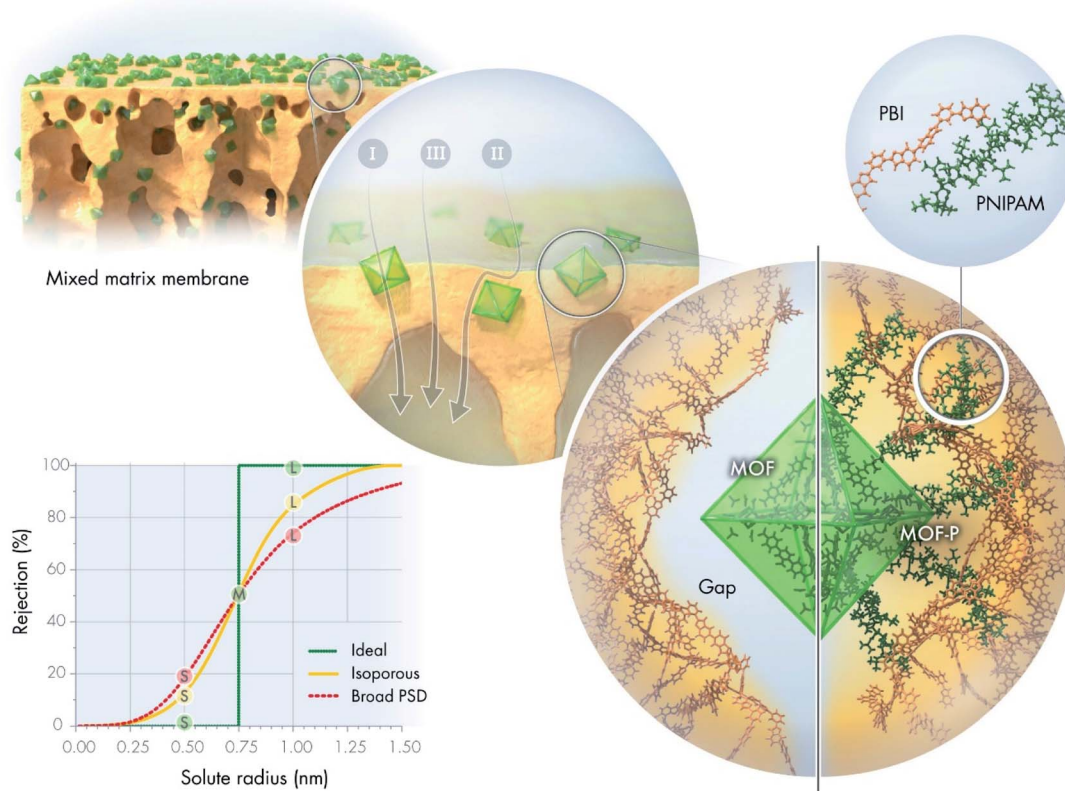 PBI
PNIPAM
I
III
II
Mixed matrix membrane
MOF
MOF-P
Gap
100
80
60
40
20
0
Rejection (%)
L
L
L
M
S
S
S
Ideal
Isoporous
Broad PSD
0.00 0.25 0.50 0.75 1.00 1.25 1.50
Solute radius (nm)